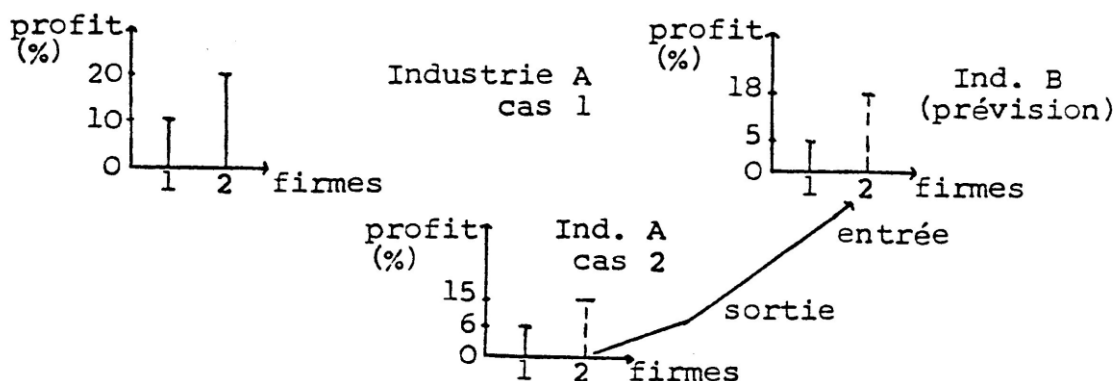 profit
(%)
20
10
0
1 2 firmes
Industrie A
cas 1
profit
(%)
18
5
0
1 2 firmes
Ind. B
(prévision)
profit
(%)
15
6
0
1 2 firmes
Ind. A
cas 2
sortie
entrée